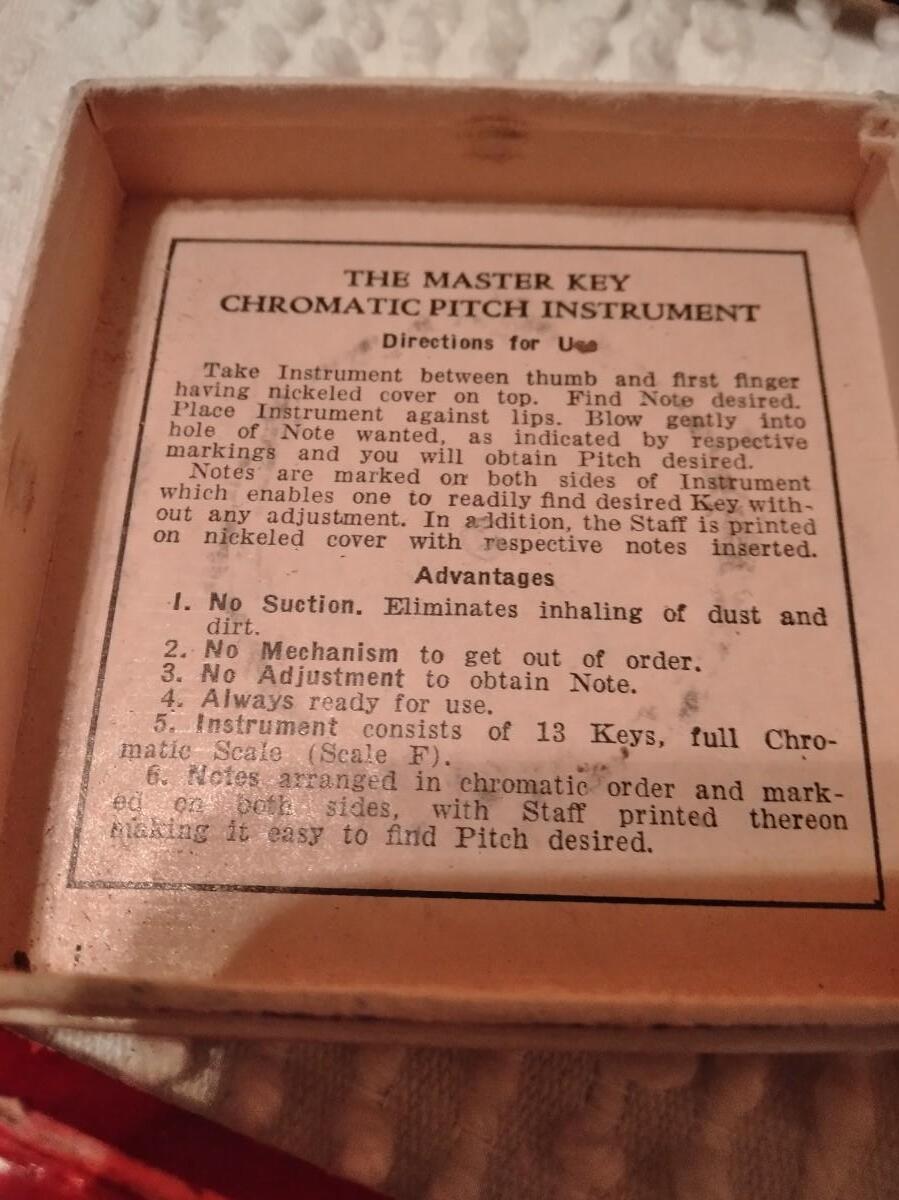 THE MASTER KEY
CHROMATIC PITCH INSTRUMENT
Directions for Use
Take Instrument between thumb and first finger
having nickeled cover on top. Find Note desired.
Place Instrument against lips. Blow gently into
hole of Note wanted, as indicated by respective
markings and you will obtain Pitch desired.
Notes are marked on both sides of Instrument
which enables one to readily find desired Key with-
out any adjustment. In addition, the Staff is printed
on nickeled cover with respective notes inserted.
Advantages
1. No Suction. Eliminates inhaling of dust and
dirt.
2. No Mechanism to get out of order.
3. No Adjustment to obtain Note.
4. Always ready for use.
5. Instrument consists of 13 Keys, full Chro-
matic Scale (Scale F).
6. Notes arranged in chromatic order and mark-
ed on both sides, with Staff printed thereon
making it easy to find Pitch desired.